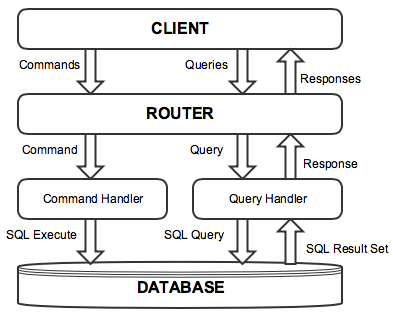 CLIENT
Commands
Queries
Responses
ROUTER
Command
Query
Response
Command Handler
Query Handler
SQL Execute
SQL Query
SQL Result Set
DATABASE